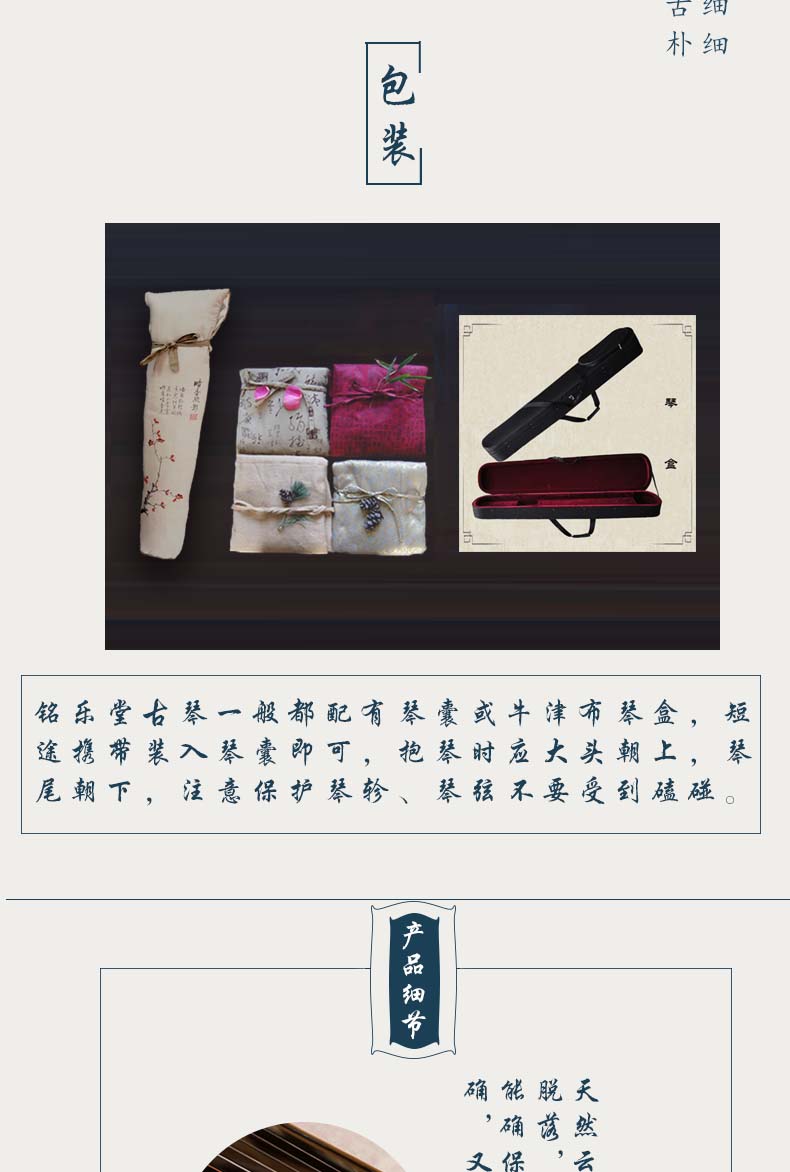 古朴
细细
包装
琴盒
铭乐堂古琴一般都配有琴囊或牛津布琴盒，短
途携带装入琴囊即可，抱琴时应大头朝上，琴
尾朝下，注意保护琴轸、琴弦不要受到磕碰。
产品细节
天然云
脱落，
能确保
确，又